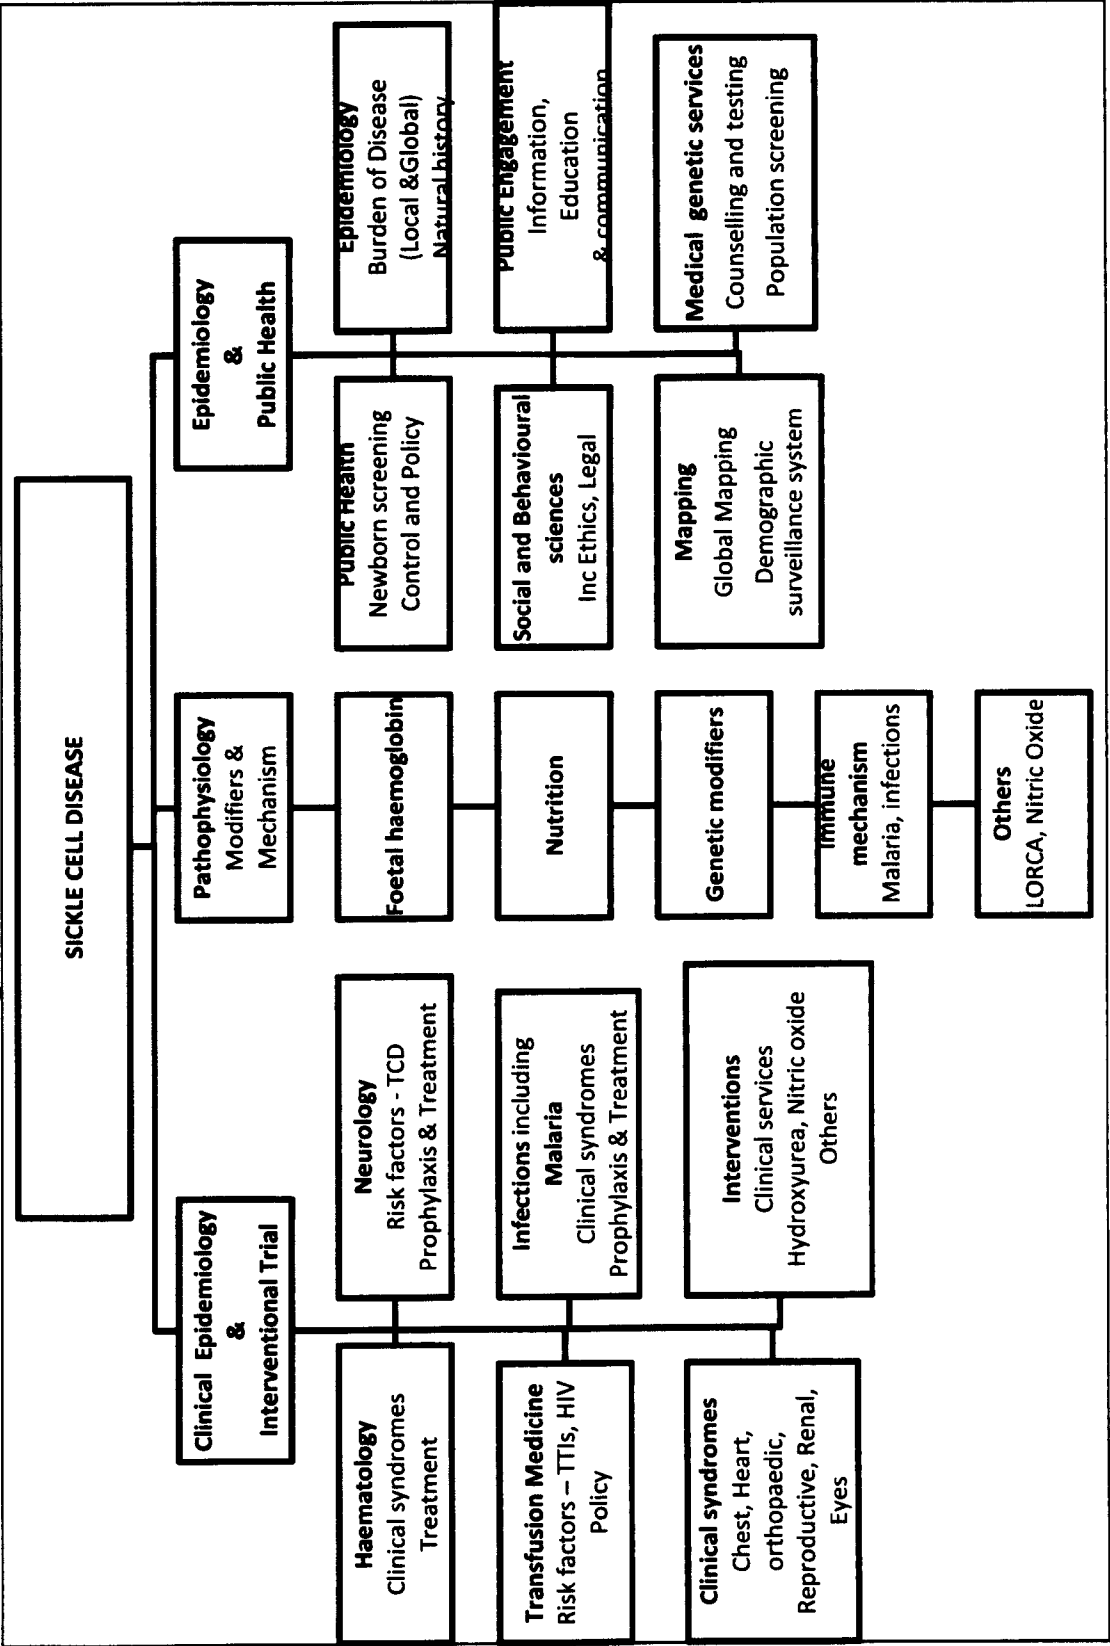 SICKLE CELL DISEASE
Clinical Epidemiology
&
Interventional Trial
Haematology
Clinical syndromes
Treatment
Neurology
Risk factors - TCD
Prophylaxis & Treatment
Transfusion Medicine
Risk factors – TTIs, HIV
Policy
Infections including
Malaria
Clinical syndromes
Prophylaxis & Treatment
Clinical syndromes
Chest, Heart,
orthopaedic,
Reproductive, Renal,
Eyes
Interventions
Clinical services
Hydroxyurea, Nitric oxide
Others
Pathophysiology
Modifiers &
Mechanism
Foetal haemoglobin
Nutrition
Genetic modifiers
Immune
mechanism
Malaria, infections
Others
LORCA, Nitric Oxide
Epidemiology
&
Public Health
Public Health
Newborn screening
Control and Policy
Epidemiology
Burden of Disease
(Local &Global)
Natural history
Social and Behavioural
sciences
Inc Ethics, Legal
Public Engagement
Information,
Education
& communication
Mapping
Global Mapping
Demographic
surveillance system
Medical genetic services
Counselling and testing
Population screening